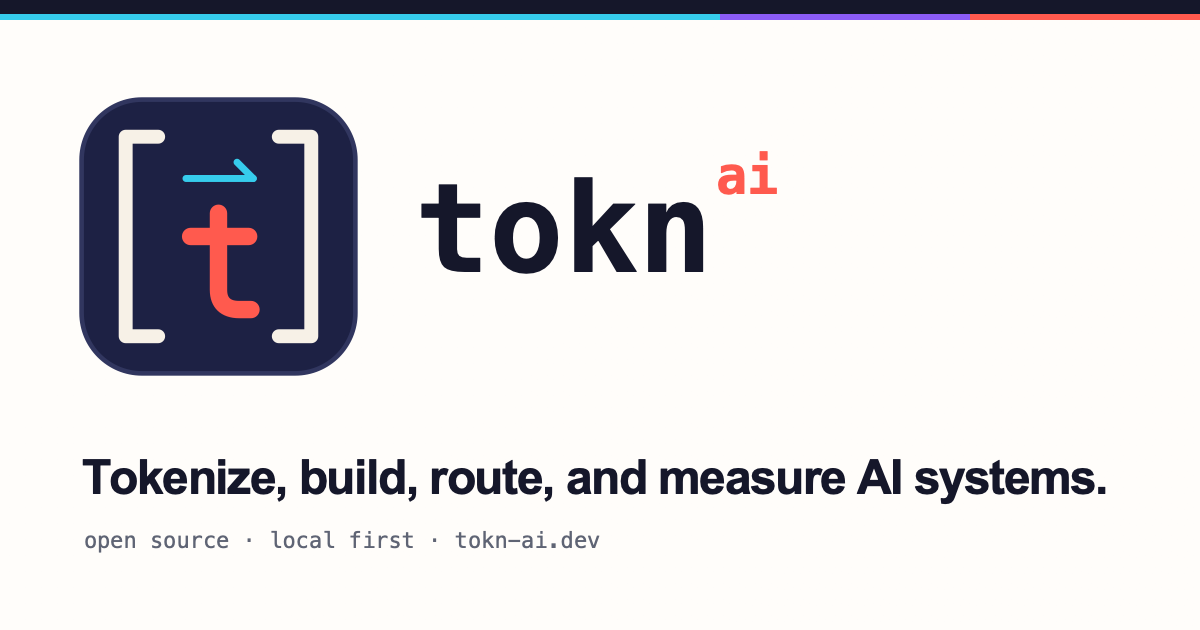 [t]
tokn ai
Tokenize, build, route, and measure AI systems.
open source · local first · tokn-ai.dev